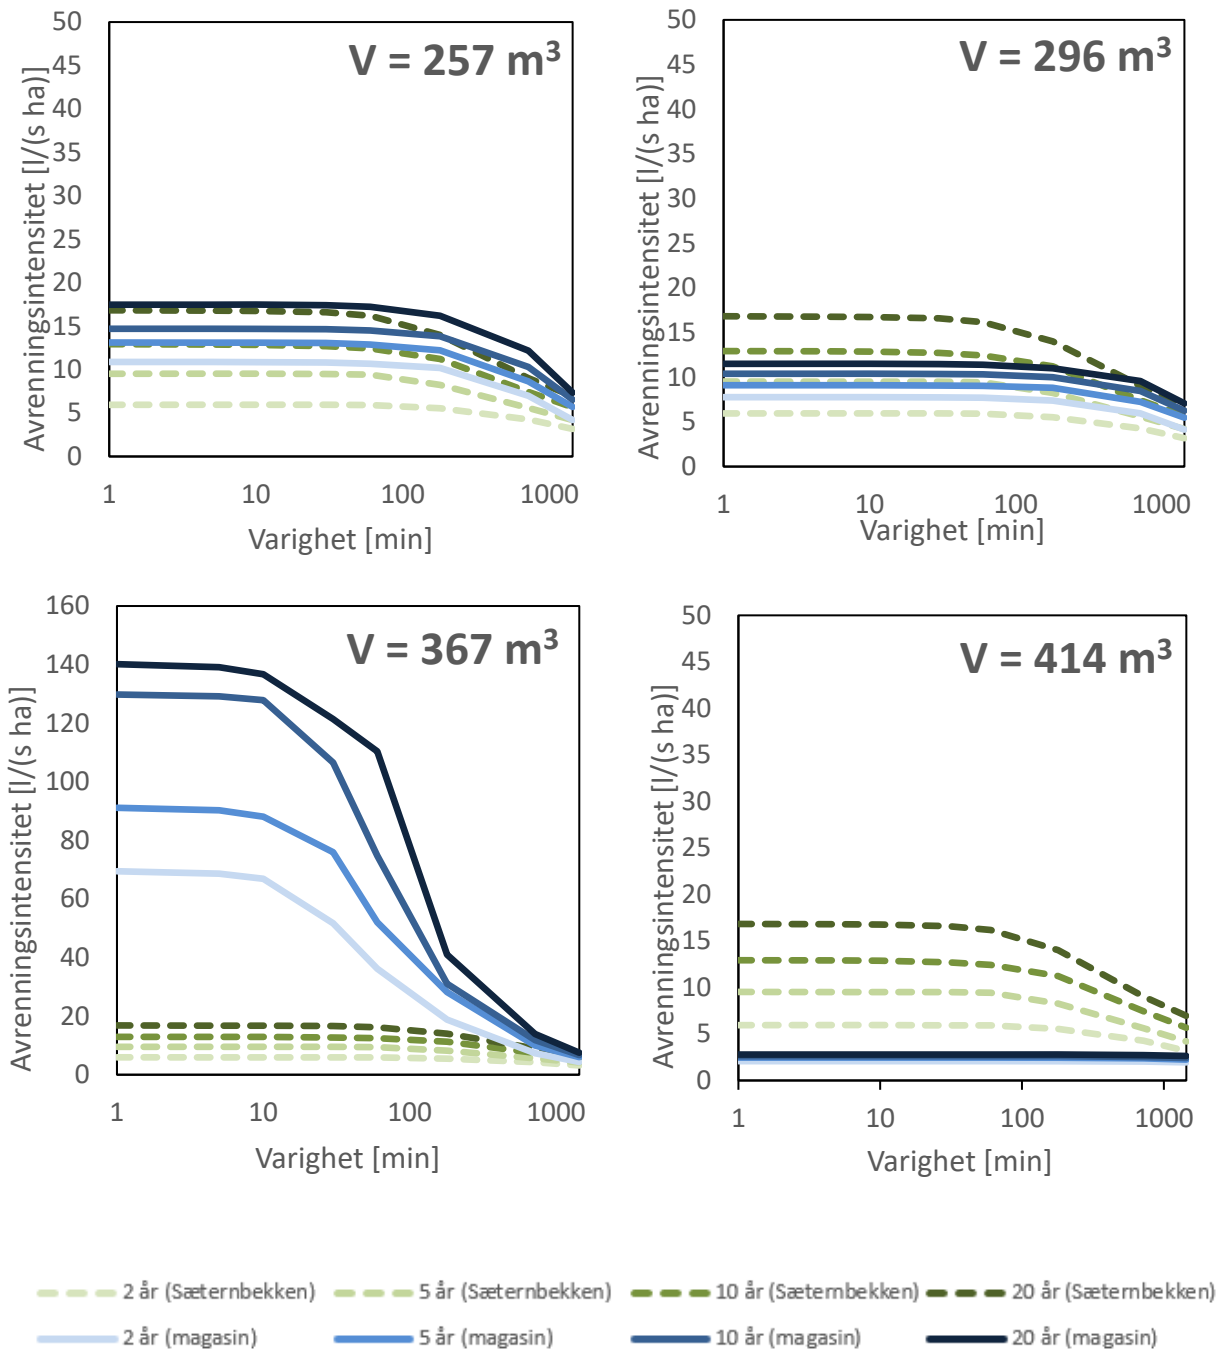 V = 257 m³
Avrenningsintensitet [l/(s ha)]
50
45
40
35
30
25
20
15
10
5
0
1 10 100 1000
Varighet [min]
V = 296 m³
Avrenningsintensitet [l/(s ha)]
50
45
40
35
30
25
20
15
10
5
0
1 10 100 1000
Varighet [min]
V = 367 m³
Avrenningsintensitet [l/(s ha)]
160
140
120
100
80
60
40
20
0
1 10 100 1000
Varighet [min]
V = 414 m³
Avrenningsintensitet [l/(s ha)]
50
45
40
35
30
25
20
15
10
5
0
1 10 100 1000
Varighet [min]
2 år (Sæternbekken) 5 år (Sæternbekken) 10 år (Sæternbekken) 20 år (Sæternbekken)
2 år (magasin) 5 år (magasin) 10 år (magasin) 20 år (magasin)